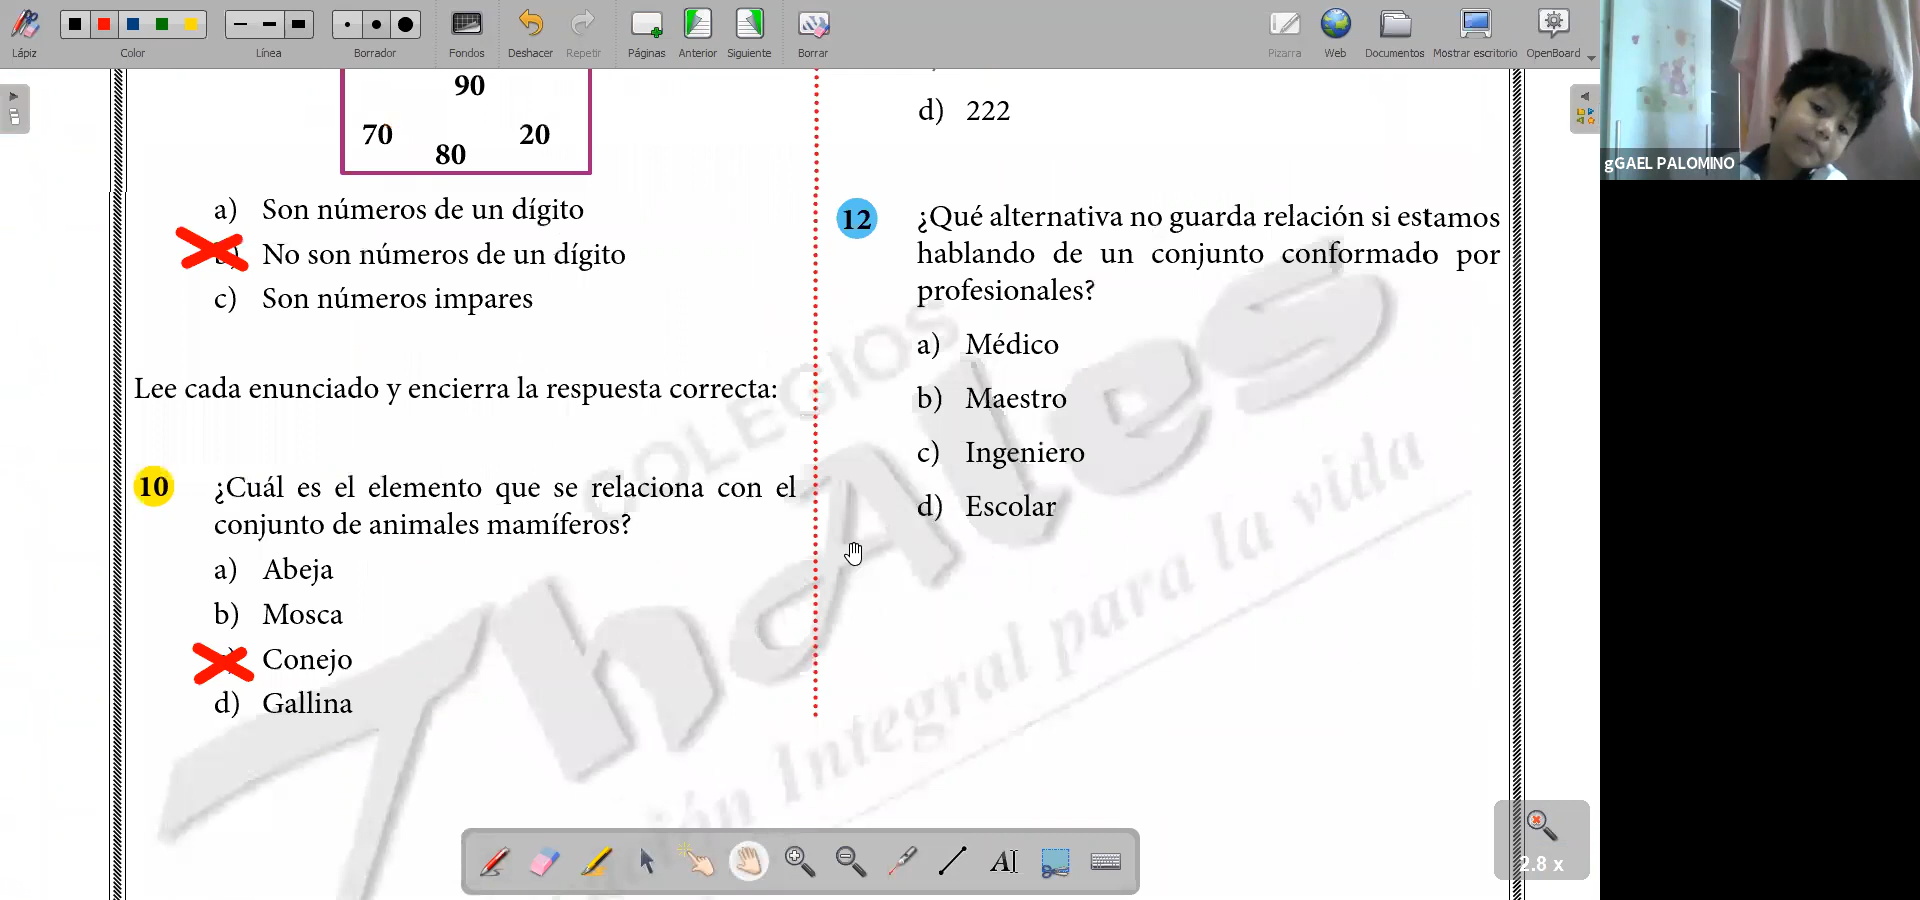 Lápiz
Color
Línea
Borrador
Fondos
Deshacer
Repetir
Páginas
Anterior
Siguiente
Borrar
Pizarra
Web
Documentos
Mostrar escritorio
OpenBoard
gGAEL PALOMINO
90
70
20
80
a) Son números de un dígito
No son números de un dígito
c) Son números impares
Lee cada enunciado y encierra la respuesta correcta:
10 ¿Cuál es el elemento que se relaciona con el
conjunto de animales mamíferos?
a) Abeja
b) Mosca
Conejo
d) Gallina
d) 222
12 ¿Qué alternativa no guarda relación si estamos
hablando de un conjunto conformado por
profesionales?
a) Médico
b) Maestro
c) Ingeniero
d) Escolar
COLEGIOS
Thales
Integral para la vida
AI
2.8 x